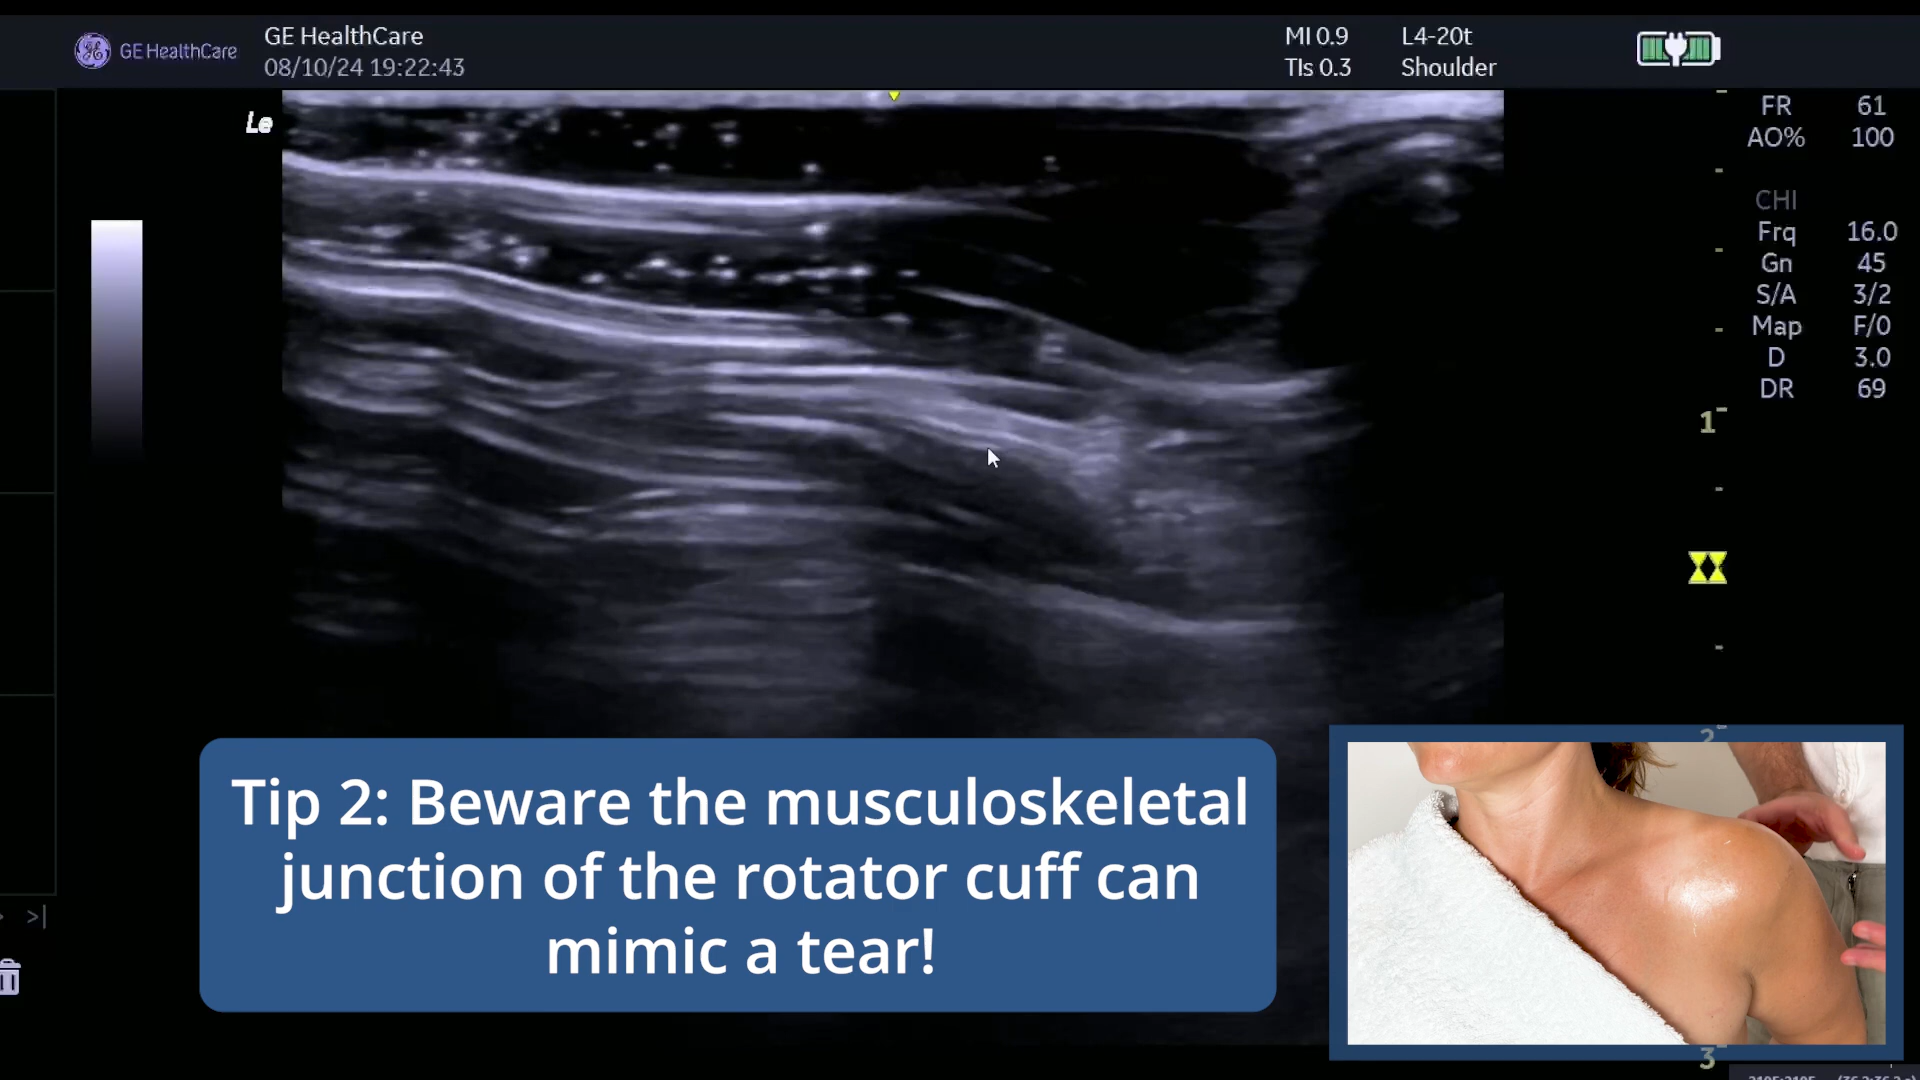 GE HealthCare
GE HealthCare
08/10/24 19:22:43
MI 0.9
TIs 0.3
L4-20t
Shoulder
Le
FR 61
AO% 100
CHI
Frq 16.0
Gn 45
S/A 3/2
Map F/0
D 3.0
DR 69
1
2
3
Tip 2: Beware the musculoskeletal
junction of the rotator cuff can
mimic a tear!